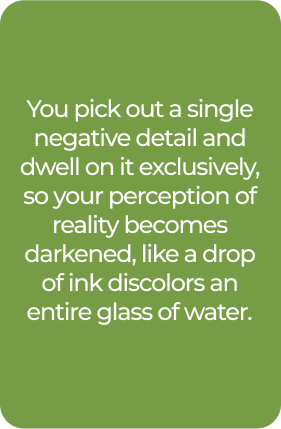 You pick out a single
negative detail and
dwell on it exclusively,
so your perception of
reality becomes
darkened, like a drop
of ink discolors an
entire glass of water.